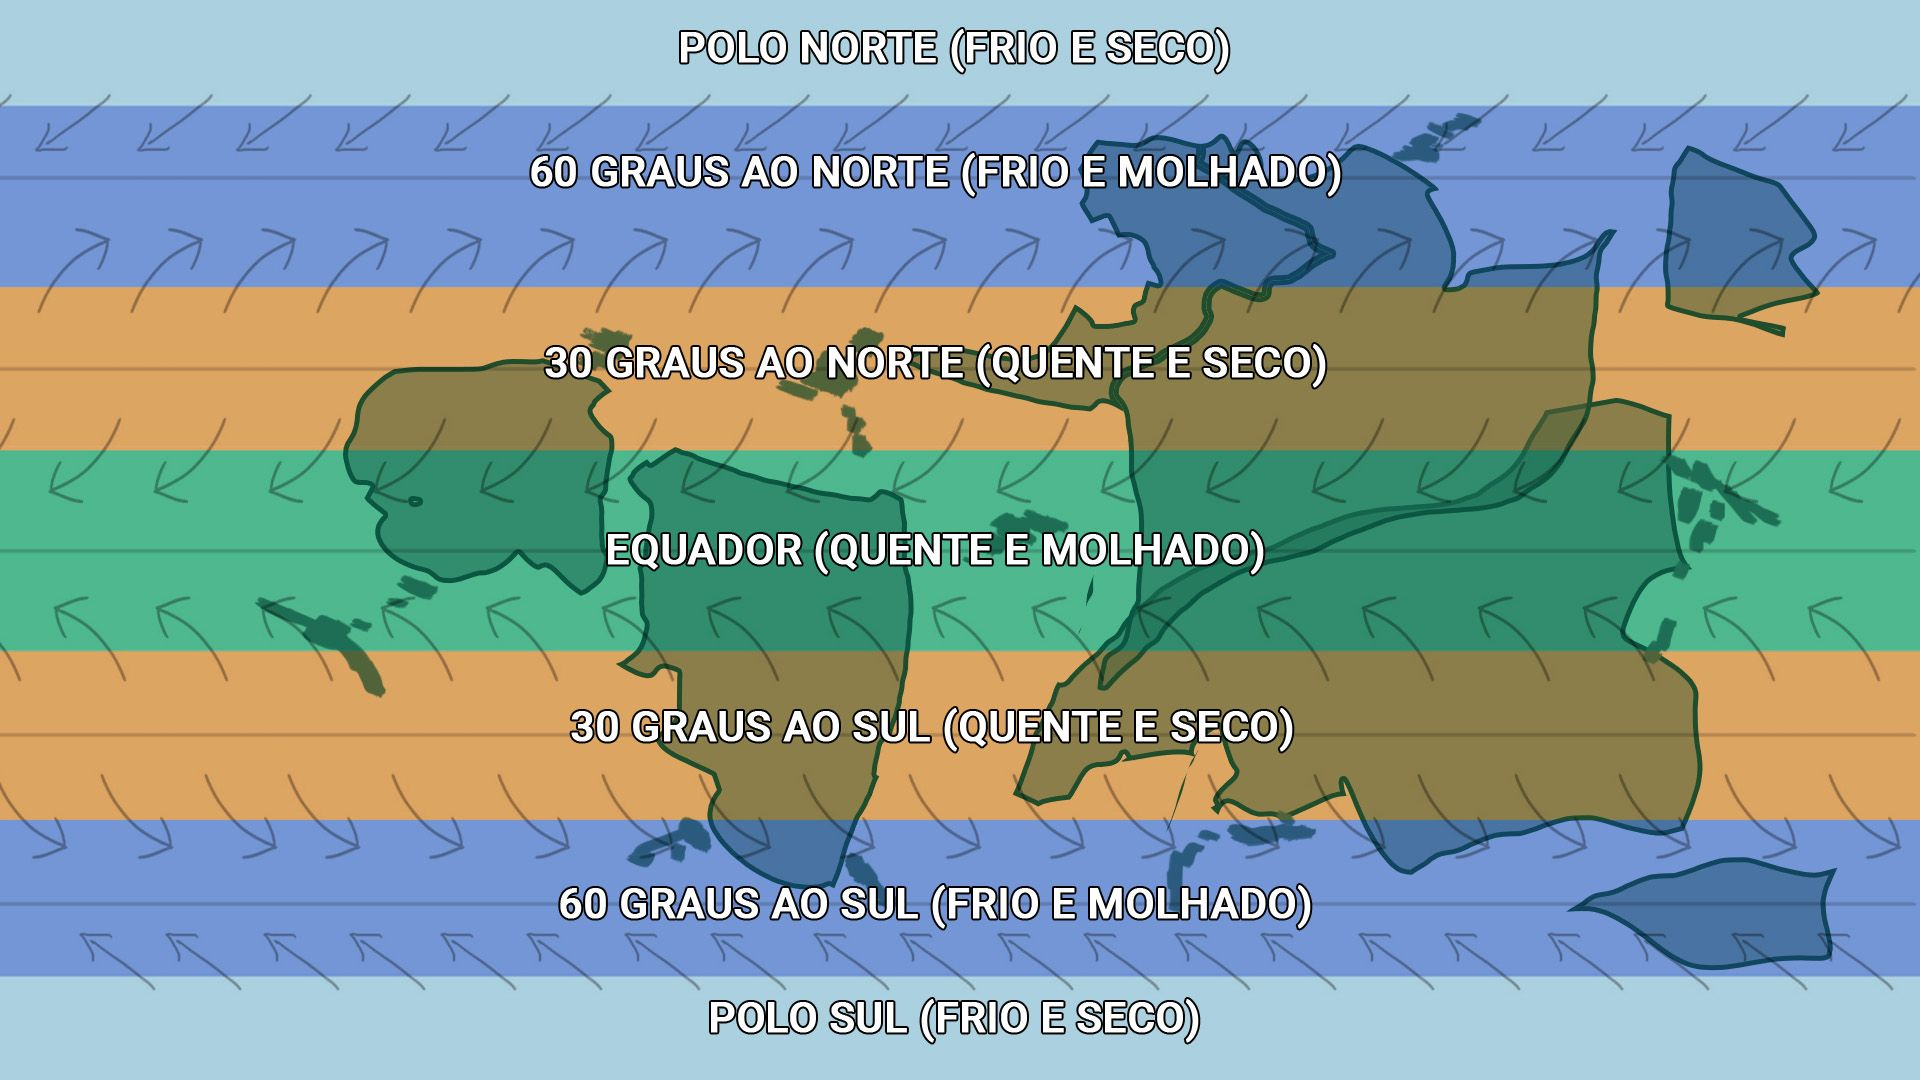 POLO NORTE (FRIO E SECO)
60 GRAUS AO NORTE (FRIO E MOLHADO)
30 GRAUS AO NORTE (QUENTE E SECO)
EQUADOR (QUENTE E MOLHADO)
30 GRAUS AO SUL (QUENTE E SECO)
60 GRAUS AO SUL (FRIO E MOLHADO)
POLO SUL (FRIO E SECO)